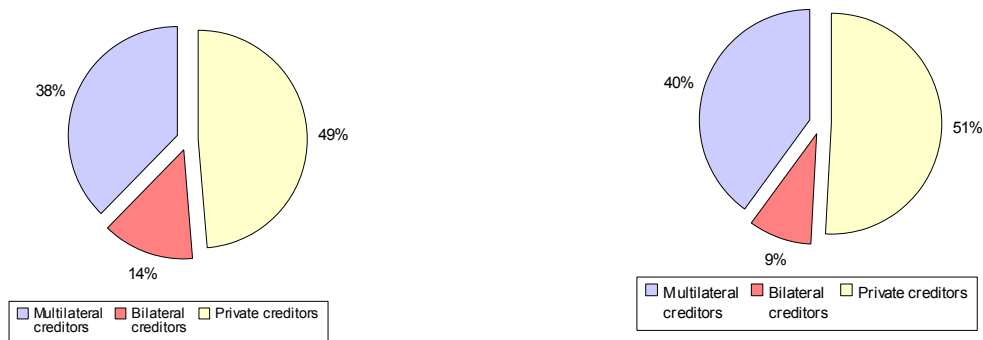 38%
49%
14%
Multilateral creditors
Bilateral creditors
Private creditors
40%
51%
9%
Multilateral creditors
Bilateral creditors
Private creditors